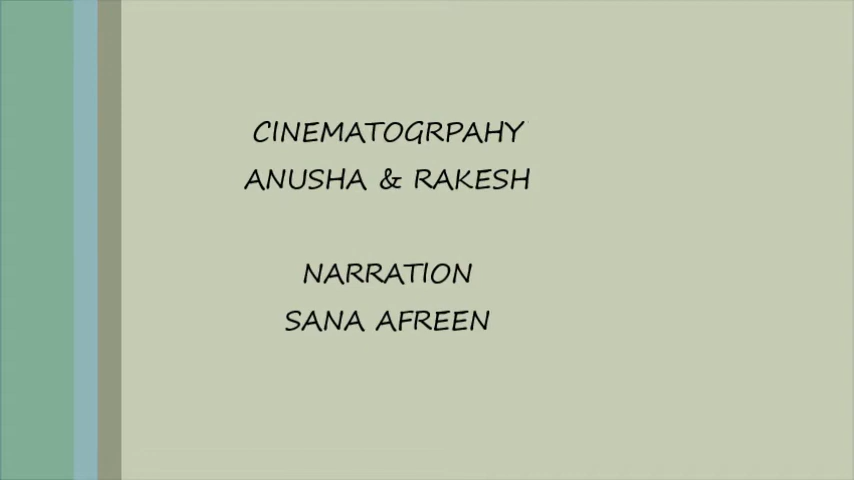 CINEMATOGRPAHY
ANUSHA & RAKESH
NARRATION
SANA AFREEN